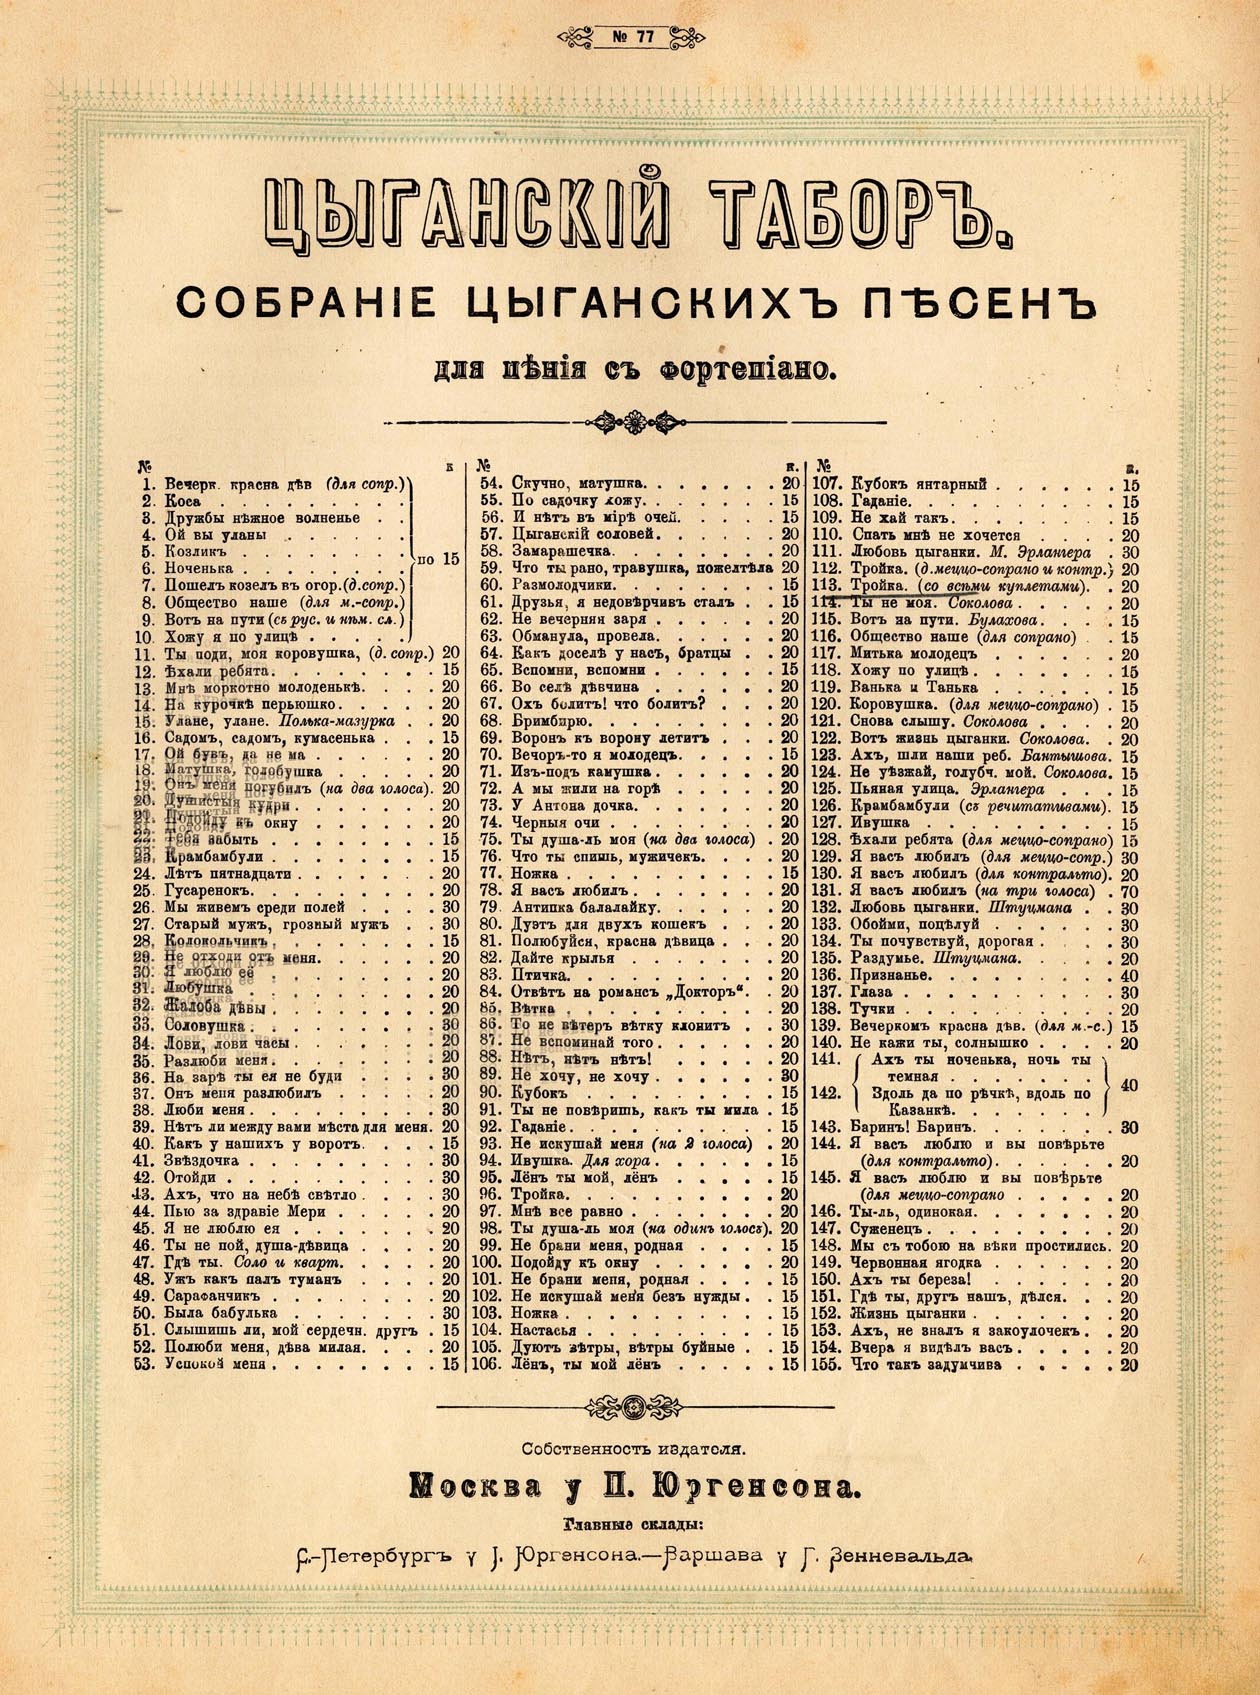 № 77
ЦЫГАНСКІЙ ТАБОРЪ.
СОБРАНІЕ ЦЫГАНСКИХЪ ПѢСЕНЪ
для пѣнія съ фортепіано.
№ к
1. Вечерк. красна дѣв (для сопр.)
2. Коса
3. Дружбы нѣжное волненье
4. Ой вы уланы
5. Козликъ
6. Ноченька
по 15
7. Пошелъ козелъ въ огор.(д.сопр.)
8. Общество наше (для м.-сопр.)
9. Вотъ на пути (съ рус. и нѣм. сл.)
10. Хожу я по улицѣ
11. Ты поди, моя коровушка, (д. сопр.) 20
12. Ѣхали ребята. 15
13. Мнѣ моркотно молоденькѣ. 20
14. На курочкѣ перьюшко 20
15. Улане, улане. Полька-мазурка 20
16. Садомъ, садомъ, кумасенька 15
17. Ой бувъ, да не ма 20
18. Матушка, голобушка 20
19. Онъ меня погубилъ (на два голоса). 20
20. Душистыя кудри 20
21. Подойду къ окну 20
22. Тебя забыть 15
23. Крамбамбули 15
24. Лѣтъ пятнадцати 20
25. Гусаренокъ. 20
26. Мы живемъ среди полей 30
27. Старый мужъ, грозный мужъ 30
28. Колокольчикъ 15
29. Не отходи отъ меня. 20
30. Я люблю её 20
31. Любушка 20
32. Жалоба дѣвы 20
33. Соловушка 30
34. Лови, лови часы 20
35. Разлюби меня 20
36. На зарѣ ты ея не буди 30
37. Онъ меня разлюбилъ 20
38. Люби меня 30
39. Нѣтъ ли между вами мѣста для меня. 20
40. Какъ у нашихъ у воротъ. 15
41. Звѣздочка 30
42. Отойди 30
43. Ахъ, что на небѣ свѣтло 30
44. Пью за здравіе Мери 20
45. Я не люблю ея 20
46. Ты не пой, душа-дѣвица 20
47. Гдѣ ты. Соло и кварт. 20
48. Ужъ какъ палъ туманъ 20
49. Сарафанчикъ 20
50. Была бабулька 30
51. Слышишь ли, мой сердечн. другъ 15
52. Полюби меня, дѣва милая. 20
53. Успокой меня 15
№ к.
54. Скучно, матушка. 20
55. По садочку хожу. 15
56. И нѣтъ въ мірѣ очей. 15
57. Цыганскій соловей. 20
58. Замарашечка. 20
59. Что ты рано, травушка, пожелтѣла 20
60. Размолодчики. 15
61. Друзья, я недовѣрчивъ сталъ 15
62. Не вечерняя заря 20
63. Обманула, провела. 20
64. Какъ доселѣ у насъ, братцы 20
65. Вспомни, вспомни 15
66. Во селѣ дѣвчина 20
67. Охъ болитъ! что болитъ? 20
68. Бримбирю. 20
69. Воронъ къ ворону летитъ 20
70. Вечоръ-то я молодецъ. 15
71. Изъ-подъ камушка. 20
72. А мы жили на горѣ 20
73. У Антона дочка. 20
74. Черныя очи 20
75. Ты душа-ль моя (на два голоса) 20
76. Что ты спишь, мужичекъ. 20
77. Ножка 15
78. Я васъ любилъ. 20
79. Антипка балалайку. 20
80. Дуэтъ для двухъ кошекъ 20
81. Полюбуйся, красна дѣвица 20
82. Дайте крылья 20
83. Птичка. 20
84. Отвѣтъ на романсъ „Докторъ“. 20
85. Вѣтка 20
86. То не вѣтеръ вѣтку клонитъ 30
87. Не вспоминай того 20
88. Нѣтъ, нѣтъ нѣтъ! 20
89. Не хочу, не хочу 30
90. Кубокъ 15
91. Ты не повѣришь, какъ ты мила 15
92. Гаданіе. 15
93. Не искушай меня (на 2 голоса) 20
94. Ивушка. Для хора 15
95. Лёнъ ты мой, лёнъ 15
96. Тройка. 20
97. Мнѣ все равно 20
98. Ты душа-ль моя (на одинъ голосъ). 20
99. Не брани меня, родная 15
100. Подойду къ окну 20
101. Не брани меня, родная 15
102. Не искушай меня безъ нужды 15
103. Ножка 15
104. Настасья 15
105. Дуютъ вѣтры, вѣтры буйные 15
106. Лёнъ, ты мой лёнъ 15
№ к.
107. Кубокъ янтарный 15
108. Гаданіе. 15
109. Не хай такъ. 15
110. Спать мнѣ не хочется 20
111. Любовь цыганки. М. Эрлангера 30
112. Тройка. (д. меццо-сопрано и контр.) 20
113. Тройка. (со всѣми куплетами). 20
114. Ты не моя. Соколова 20
115. Вотъ на пути. Булахова 15
116. Общество наше (для сопрано) 15
117. Митька молодецъ 20
118. Хожу по улицѣ 15
119. Ванька и Танька 15
120. Коровушка. (для меццо-сопрано) 15
121. Снова слышу. Соколова 20
122. Вотъ жизнь цыганки. Соколова. 20
123. Ахъ, шли наши реб. Бантышова. 15
124. Не уѣзжай, голубч. мой. Соколова. 15
125. Пьяная улица. Эрлангера 15
126. Крамбамбули (съ речитативами). 15
127. Ивушка 15
128. Ѣхали ребята (для меццо-сопрано) 15
129. Я васъ любилъ (для меццо-сопр.) 30
130. Я васъ любилъ (для контральто). 20
131. Я васъ любилъ (на три голоса) 70
132. Любовь цыганки. Штуцмана 30
133. Обойми, поцѣлуй 30
134. Ты почувствуй, дорогая 30
135. Раздумье. Штуцмана. 20
136. Признанье. 40
137. Глаза 30
138. Тучки 20
139. Вечеркомъ красна дѣв. (для м.-с.) 15
140. Не кажи ты, солнышко 20
141. Ахъ ты ноченька, ночь ты
темная
40
142. Вдоль да по рѣчкѣ, вдоль по
Казанкѣ.
143. Баринъ! Баринъ. 30
144. Я васъ люблю и вы повѣрьте
(для контральто). 20
145. Я васъ люблю и вы повѣрьте
(для меццо-сопрано 20
146. Ты-ль, одинокая. 20
147. Суженецъ 20
148. Мы съ тобою на вѣки простились. 20
149. Червонная ягодка 20
150. Ахъ ты береза! 20
151. Гдѣ ты, другъ нашъ, дѣлся. 20
152. Жизнь цыганки 20
153. Ахъ, не зналъ я закоулочекъ. 20
154. Вчера я видѣлъ васъ 20
155. Что такъ задумчива 20
Собственность издателя.
Москва у П. Юргенсона.
Главные склады:
С.-Петербургъ у І. Юргенсона.—Варшава у Г. Зенневальда.